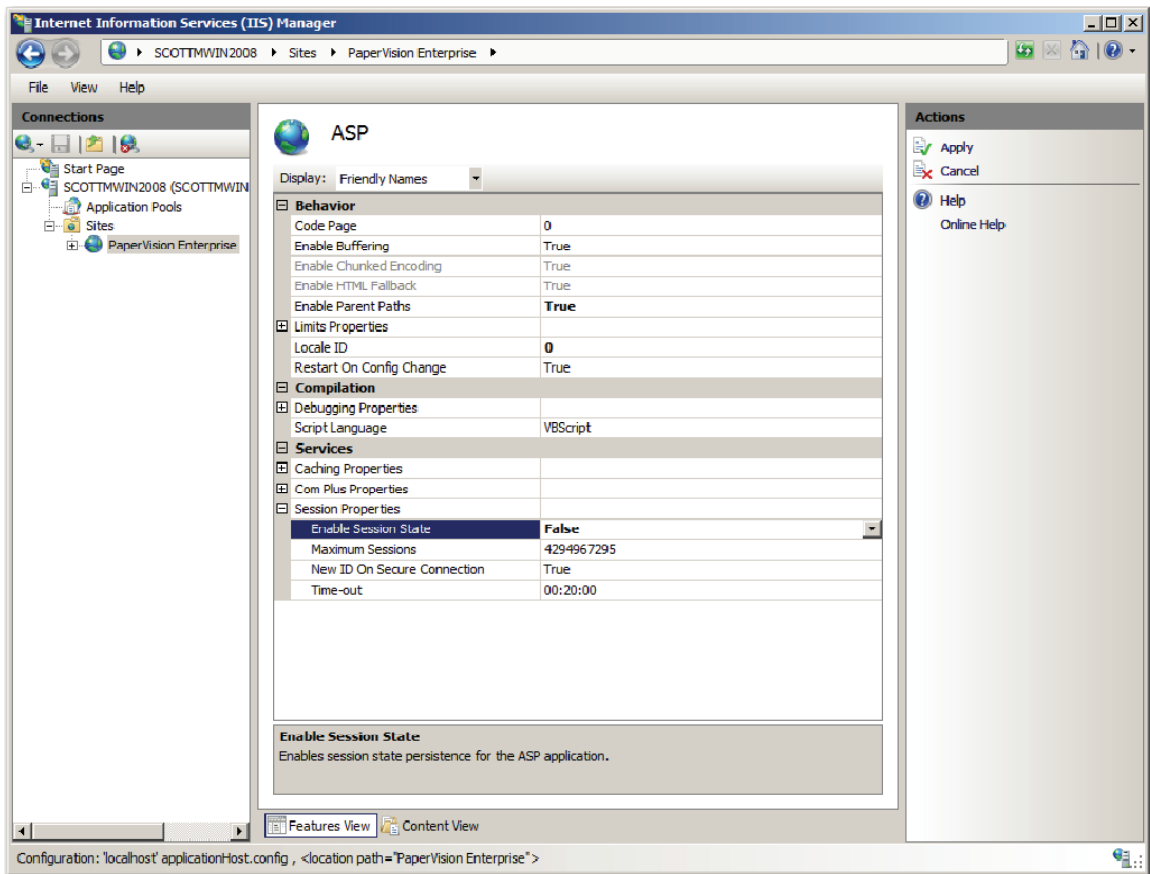 Internet Information Services (IIS) Manager
SCOTTMWIN2008 Sites PaperVision Enterprise
File View Help
Connections
Start Page
SCOTTMWIN2008 (SCOTTMWIN
Application Pools
Sites
PaperVision Enterprise
ASP
Display: Friendly Names
Behavior
Code Page 0
Enable Buffering True
Enable Chunked Encoding True
Enable HTML Fallback True
Enable Parent Paths True
Limits Properties
Locale ID 0
Restart On Config Change True
Compilation
Debugging Properties
Script Language VBScript
Services
Caching Properties
Com Plus Properties
Session Properties
Enable Session State False
Maximum Sessions 4294967295
New ID On Secure Connection True
Time-out 00:20:00
Enable Session State
Enables session state persistence for the ASP application.
Features View Content View
Actions
Apply
Cancel
Help
Online Help
Configuration: 'localhost' applicationHost.config , <location path="PaperVision Enterprise">